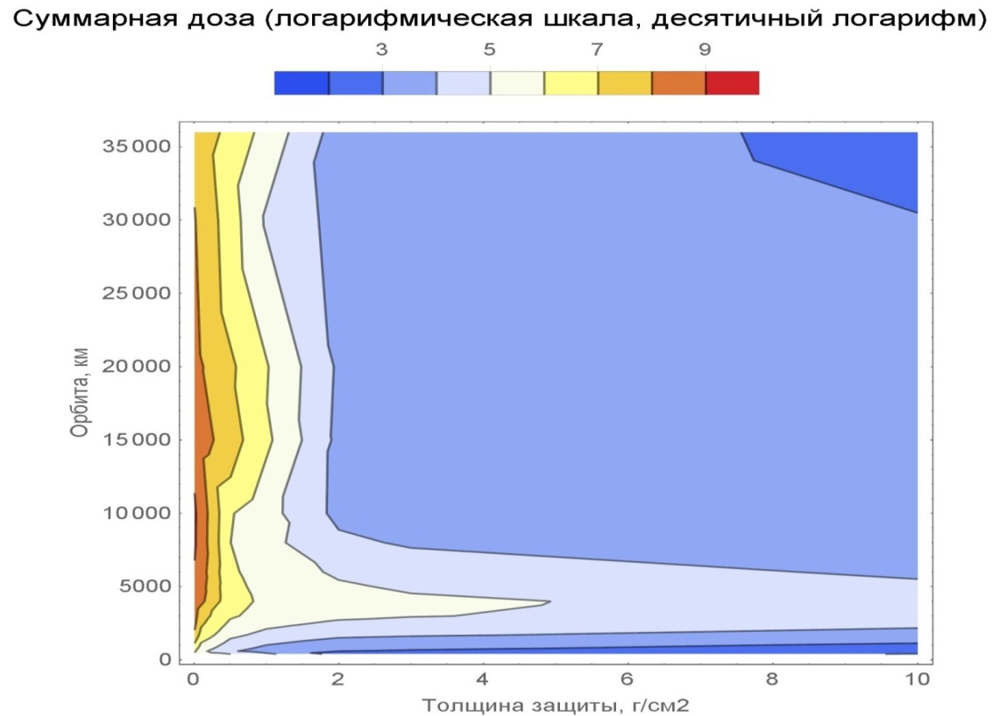 Суммарная доза (логарифмическая шкала, десятичный логарифм)
3 5 7 9
35 000
30 000
25 000
20 000
15 000
10 000
5000
0
Орбита, км
0 2 4 6 8 10
Толщина защиты, г/см2